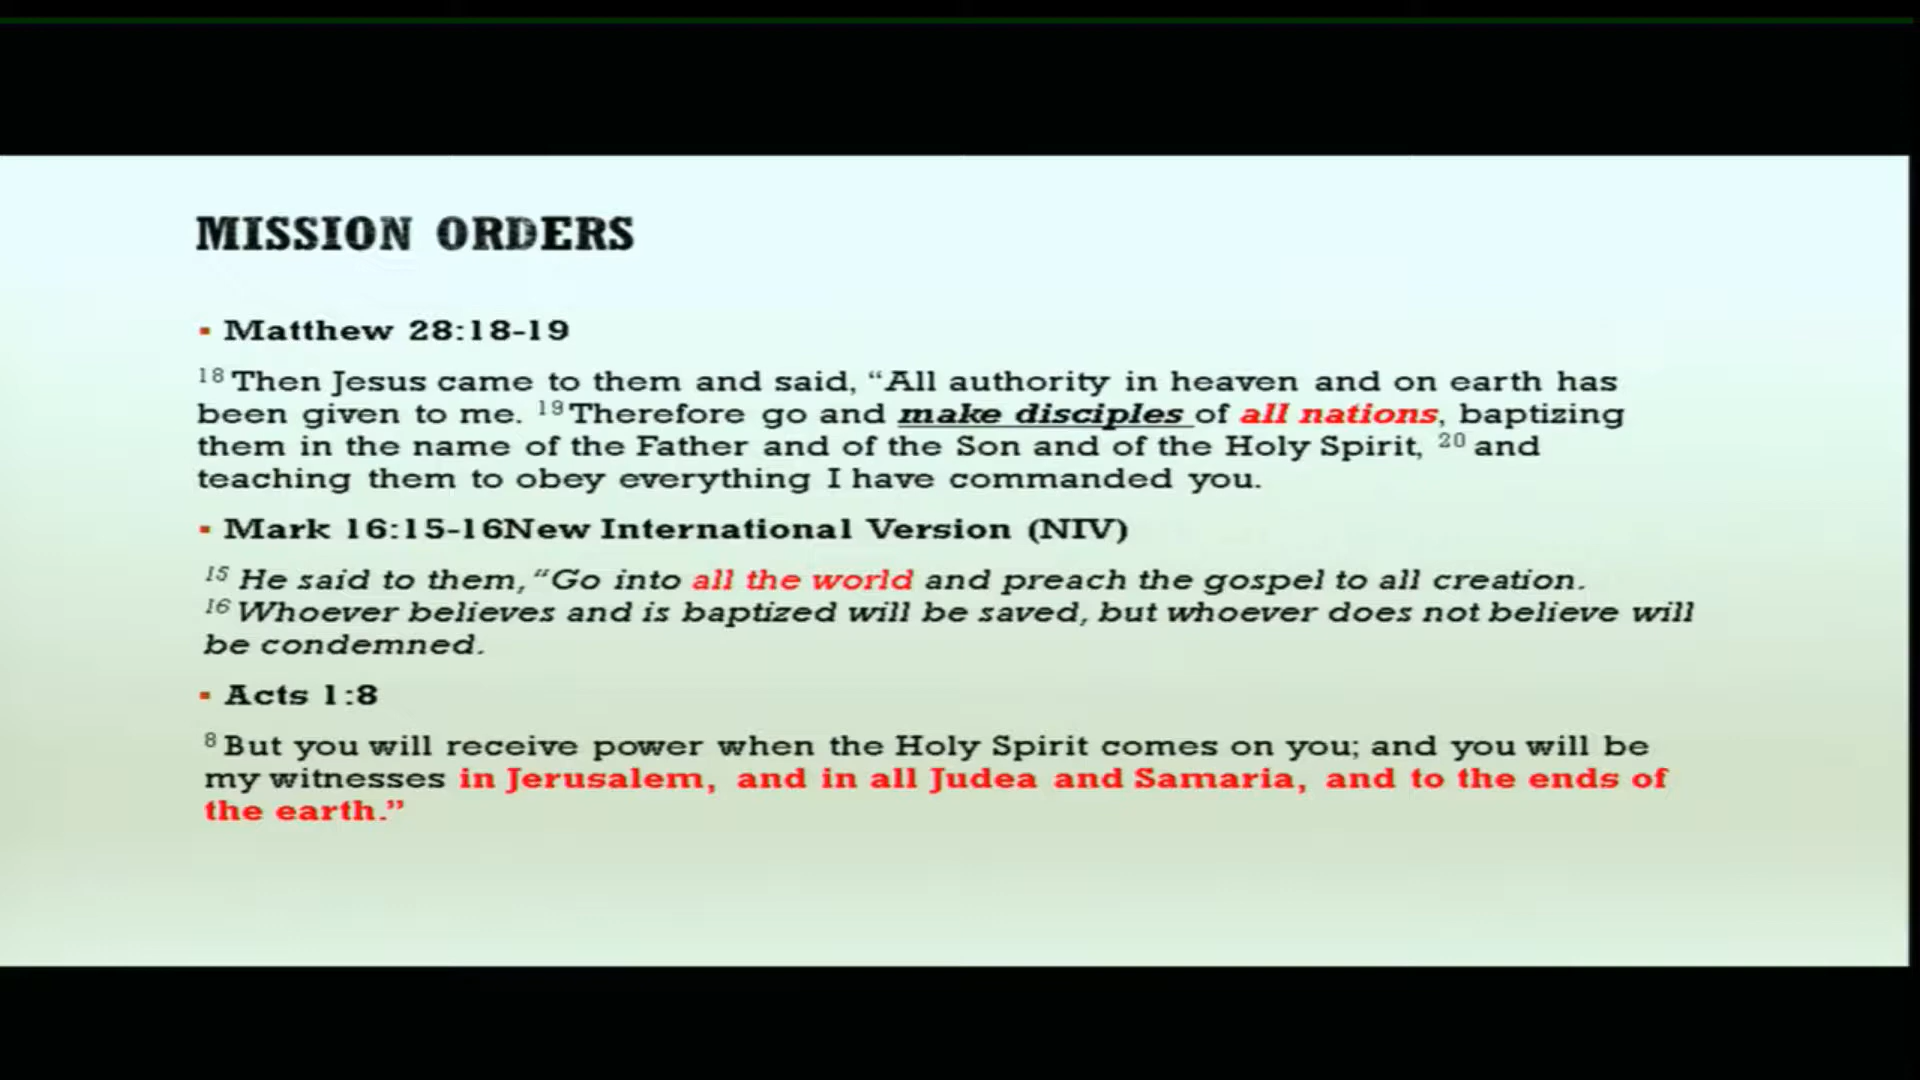 MISSION ORDERS
▪ Matthew 28:18-19
18 Then Jesus came to them and said, “All authority in heaven and on earth has
been given to me. 19 Therefore go and make disciples of all nations, baptizing
them in the name of the Father and of the Son and of the Holy Spirit, 20 and
teaching them to obey everything I have commanded you.
▪ Mark 16:15-16New International Version (NIV)
15 He said to them, “Go into all the world and preach the gospel to all creation.
16 Whoever believes and is baptized will be saved, but whoever does not believe will
be condemned.
▪ Acts 1:8
8 But you will receive power when the Holy Spirit comes on you; and you will be
my witnesses in Jerusalem, and in all Judea and Samaria, and to the ends of
the earth.”